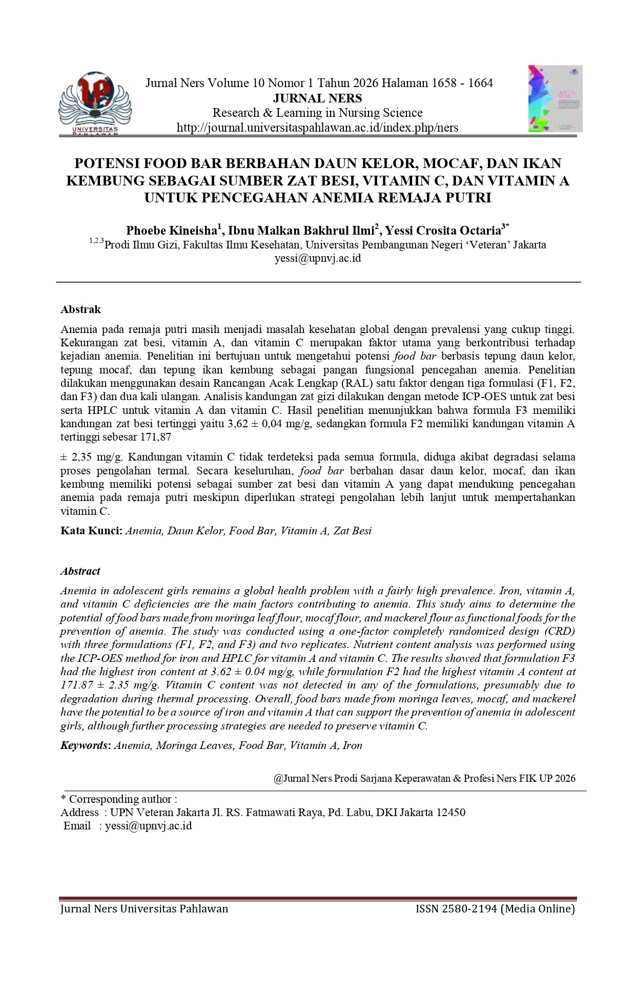 Jurnal Ners Volume 10 Nomor 1 Tahun 2026 Halaman 1658 - 1664
JURNAL NERS
Research & Learning in Nursing Science
http://journal.universitaspahlawan.ac.id/index.php/ners
UNIVERSITAS
PAHLAWAN
POTENSI FOOD BAR BERBAHAN DAUN KELOR, MOCAF, DAN IKAN
KEMBUNG SEBAGAI SUMBER ZAT BESI, VITAMIN C, DAN VITAMIN A
UNTUK PENCEGAHAN ANEMIA REMAJA PUTRI
Phoebe Kineisha1, Ibnu Malkan Bakhrul Ilmi2, Yessi Crosita Octaria3*
1,2,3Prodi Ilmu Gizi, Fakultas Ilmu Kesehatan, Universitas Pembangunan Negeri ‘Veteran’ Jakarta
yessi@upnvj.ac.id
Abstrak
Anemia pada remaja putri masih menjadi masalah kesehatan global dengan prevalensi yang cukup tinggi.
Kekurangan zat besi, vitamin A, dan vitamin C merupakan faktor utama yang berkontribusi terhadap
kejadian anemia. Penelitian ini bertujuan untuk mengetahui potensi food bar berbasis tepung daun kelor,
tepung mocaf, dan tepung ikan kembung sebagai pangan fungsional pencegahan anemia. Penelitian
dilakukan menggunakan desain Rancangan Acak Lengkap (RAL) satu faktor dengan tiga formulasi (F1, F2,
dan F3) dan dua kali ulangan. Analisis kandungan zat gizi dilakukan dengan metode ICP-OES untuk zat besi
serta HPLC untuk vitamin A dan vitamin C. Hasil penelitian menunjukkan bahwa formula F3 memiliki
kandungan zat besi tertinggi yaitu 3,62 ± 0,04 mg/g, sedangkan formula F2 memiliki kandungan vitamin A
tertinggi sebesar 171,87
± 2,35 mg/g. Kandungan vitamin C tidak terdeteksi pada semua formula, diduga akibat degradasi selama
proses pengolahan termal. Secara keseluruhan, food bar berbahan dasar daun kelor, mocaf, dan ikan
kembung memiliki potensi sebagai sumber zat besi dan vitamin A yang dapat mendukung pencegahan
anemia pada remaja putri meskipun diperlukan strategi pengolahan lebih lanjut untuk mempertahankan
vitamin C.
Kata Kunci: Anemia, Daun Kelor, Food Bar, Vitamin A, Zat Besi
Abstract
Anemia in adolescent girls remains a global health problem with a fairly high prevalence. Iron, vitamin A,
and vitamin C deficiencies are the main factors contributing to anemia. This study aims to determine the
potential of food bars made from moringa leaf flour, mocaf flour, and mackerel flour as functional foods for the
prevention of anemia. The study was conducted using a one-factor completely randomized design (CRD)
with three formulations (F1, F2, and F3) and two replicates. Nutrient content analysis was performed using
the ICP-OES method for iron and HPLC for vitamin A and vitamin C. The results showed that formulation F3
had the highest iron content at 3.62 ± 0.04 mg/g, while formulation F2 had the highest vitamin A content at
171.87 ± 2.35 mg/g. Vitamin C content was not detected in any of the formulations, presumably due to
degradation during thermal processing. Overall, food bars made from moringa leaves, mocaf, and mackerel
have the potential to be a source of iron and vitamin A that can support the prevention of anemia in adolescent
girls, although further processing strategies are needed to preserve vitamin C.
Keywords: Anemia, Moringa Leaves, Food Bar, Vitamin A, Iron
@Jurnal Ners Prodi Sarjana Keperawatan & Profesi Ners FIK UP 2026
* Corresponding author :
Address : UPN Veteran Jakarta Jl. RS. Fatmawati Raya, Pd. Labu, DKI Jakarta 12450
Email : yessi@upnvj.ac.id
Jurnal Ners Universitas Pahlawan ISSN 2580-2194 (Media Online)